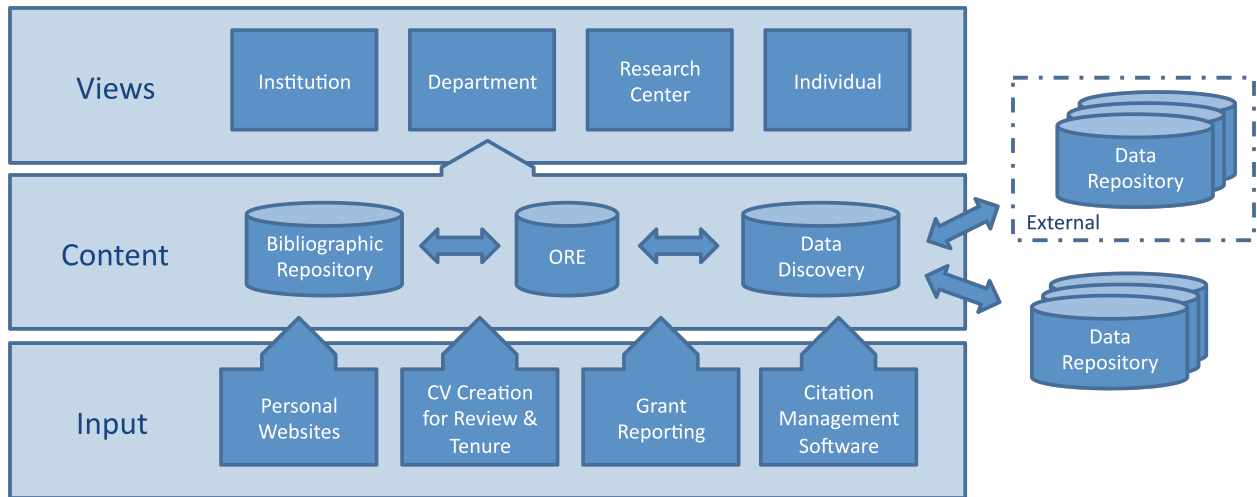 Views
Institution
Department
Research
Center
Individual
Data
Repository
External
Content
Bibliographic
Repository
ORE
Data
Discovery
Data
Repository
Input
Personal
Websites
CV Creation
for Review &
Tenure
Grant
Reporting
Citation
Management
Software